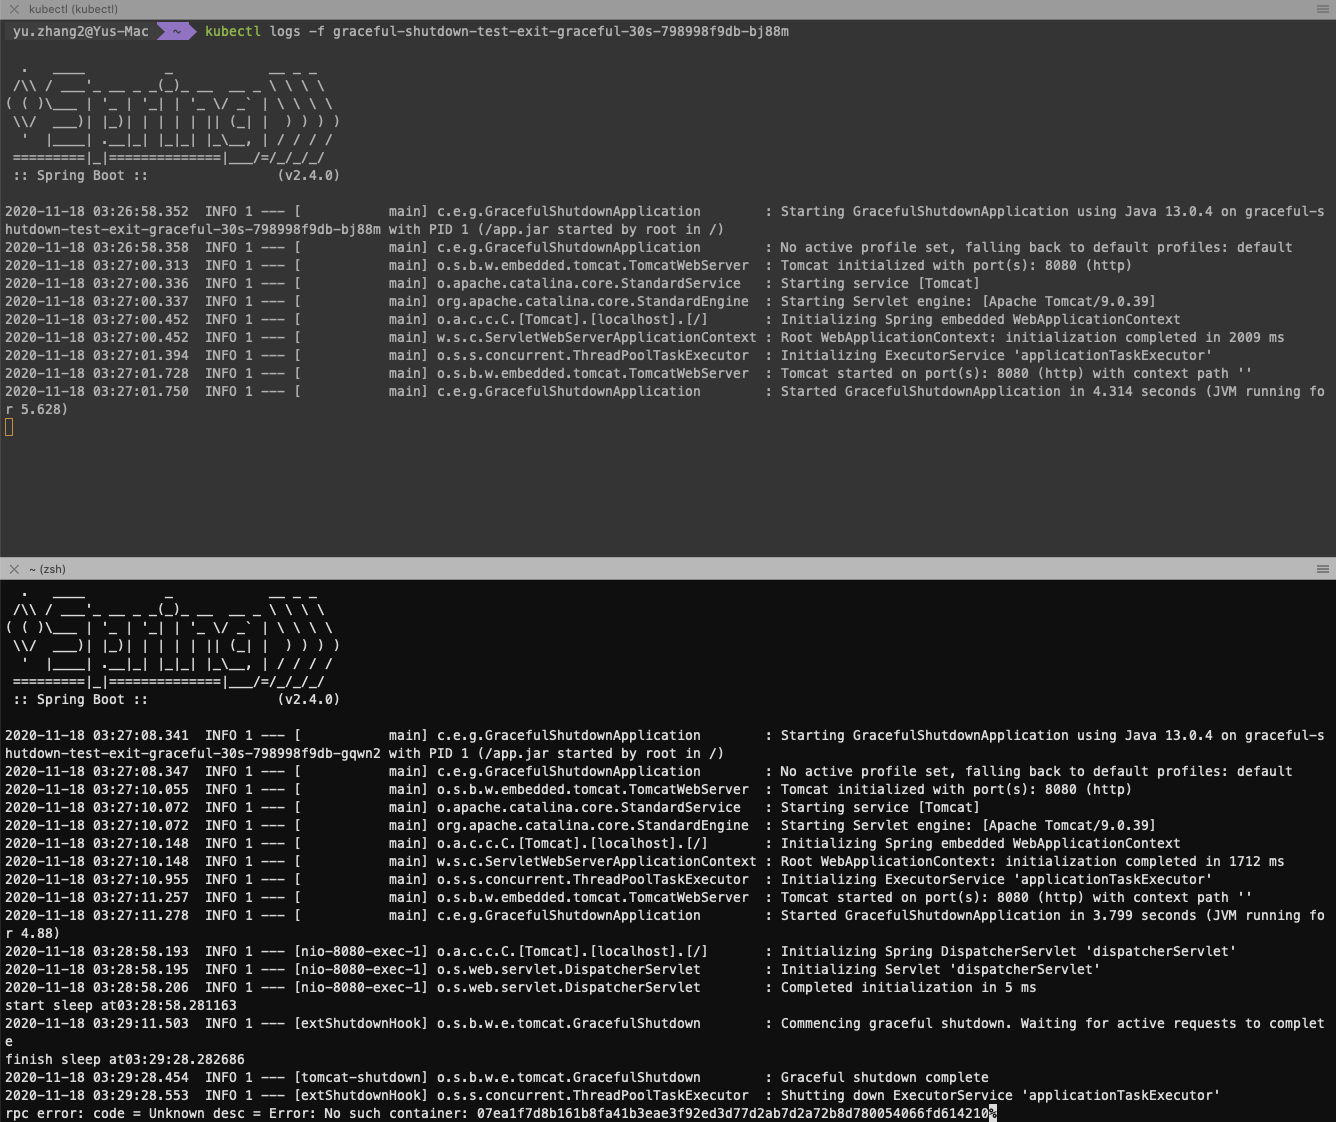 kubectl (kubectl)
yu.zhang2@Yus-Mac ~ kubectl logs -f graceful-shutdown-test-exit-graceful-30s-798998f9db-bj88m
  .   ____          _            __ _ _
 /\\ / ___'_ __ _ _(_)_ __  __ _ \ \ \ \
( ( )\___ | '_ | '_| | '_ \/ _` | \ \ \ \
 \\/  ___)| |_)| | | | | || (_| |  ) ) ) )
  '  |____| .__|_| |_|_| |_\__, | / / / /
 =========|_|==============|___/=/_/_/_/
 :: Spring Boot ::                (v2.4.0)
2020-11-18 03:26:58.352  INFO 1 --- [           main] c.e.g.GracefulShutdownApplication        : Starting GracefulShutdownApplication using Java 13.0.4 on graceful-s
hutdown-test-exit-graceful-30s-798998f9db-bj88m with PID 1 (/app.jar started by root in /)
2020-11-18 03:26:58.358  INFO 1 --- [           main] c.e.g.GracefulShutdownApplication        : No active profile set, falling back to default profiles: default
2020-11-18 03:27:00.313  INFO 1 --- [           main] o.s.b.w.embedded.tomcat.TomcatWebServer  : Tomcat initialized with port(s): 8080 (http)
2020-11-18 03:27:00.336  INFO 1 --- [           main] o.apache.catalina.core.StandardService   : Starting service [Tomcat]
2020-11-18 03:27:00.337  INFO 1 --- [           main] org.apache.catalina.core.StandardEngine  : Starting Servlet engine: [Apache Tomcat/9.0.39]
2020-11-18 03:27:00.452  INFO 1 --- [           main] o.a.c.c.C.[Tomcat].[localhost].[/]       : Initializing Spring embedded WebApplicationContext
2020-11-18 03:27:00.452  INFO 1 --- [           main] w.s.c.ServletWebServerApplicationContext : Root WebApplicationContext: initialization completed in 2009 ms
2020-11-18 03:27:01.394  INFO 1 --- [           main] o.s.s.concurrent.ThreadPoolTaskExecutor  : Initializing ExecutorService 'applicationTaskExecutor'
2020-11-18 03:27:01.728  INFO 1 --- [           main] o.s.b.w.embedded.tomcat.TomcatWebServer  : Tomcat started on port(s): 8080 (http) with context path ''
2020-11-18 03:27:01.750  INFO 1 --- [           main] c.e.g.GracefulShutdownApplication        : Started GracefulShutdownApplication in 4.314 seconds (JVM running fo
r 5.628)
~ (zsh)
  .   ____          _            __ _ _
 /\\ / ___'_ __ _ _(_)_ __  __ _ \ \ \ \
( ( )\___ | '_ | '_| | '_ \/ _` | \ \ \ \
 \\/  ___)| |_)| | | | | || (_| |  ) ) ) )
  '  |____| .__|_| |_|_| |_\__, | / / / /
 =========|_|==============|___/=/_/_/_/
 :: Spring Boot ::                (v2.4.0)
2020-11-18 03:27:08.341  INFO 1 --- [           main] c.e.g.GracefulShutdownApplication        : Starting GracefulShutdownApplication using Java 13.0.4 on graceful-s
hutdown-test-exit-graceful-30s-798998f9db-gqwn2 with PID 1 (/app.jar started by root in /)
2020-11-18 03:27:08.347  INFO 1 --- [           main] c.e.g.GracefulShutdownApplication        : No active profile set, falling back to default profiles: default
2020-11-18 03:27:10.055  INFO 1 --- [           main] o.s.b.w.embedded.tomcat.TomcatWebServer  : Tomcat initialized with port(s): 8080 (http)
2020-11-18 03:27:10.072  INFO 1 --- [           main] o.apache.catalina.core.StandardService   : Starting service [Tomcat]
2020-11-18 03:27:10.072  INFO 1 --- [           main] org.apache.catalina.core.StandardEngine  : Starting Servlet engine: [Apache Tomcat/9.0.39]
2020-11-18 03:27:10.148  INFO 1 --- [           main] o.a.c.c.C.[Tomcat].[localhost].[/]       : Initializing Spring embedded WebApplicationContext
2020-11-18 03:27:10.148  INFO 1 --- [           main] w.s.c.ServletWebServerApplicationContext : Root WebApplicationContext: initialization completed in 1712 ms
2020-11-18 03:27:10.955  INFO 1 --- [           main] o.s.s.concurrent.ThreadPoolTaskExecutor  : Initializing ExecutorService 'applicationTaskExecutor'
2020-11-18 03:27:11.257  INFO 1 --- [           main] o.s.b.w.embedded.tomcat.TomcatWebServer  : Tomcat started on port(s): 8080 (http) with context path ''
2020-11-18 03:27:11.278  INFO 1 --- [           main] c.e.g.GracefulShutdownApplication        : Started GracefulShutdownApplication in 3.799 seconds (JVM running fo
r 4.88)
2020-11-18 03:28:58.193  INFO 1 --- [nio-8080-exec-1] o.a.c.c.C.[Tomcat].[localhost].[/]       : Initializing Spring DispatcherServlet 'dispatcherServlet'
2020-11-18 03:28:58.195  INFO 1 --- [nio-8080-exec-1] o.s.web.servlet.DispatcherServlet        : Initializing Servlet 'dispatcherServlet'
2020-11-18 03:28:58.206  INFO 1 --- [nio-8080-exec-1] o.s.web.servlet.DispatcherServlet        : Completed initialization in 5 ms
start sleep at03:28:58.281163
2020-11-18 03:29:11.503  INFO 1 --- [extShutdownHook] o.s.b.w.e.tomcat.GracefulShutdown        : Commencing graceful shutdown. Waiting for active requests to complet
e
finish sleep at03:29:28.282686
2020-11-18 03:29:28.454  INFO 1 --- [tomcat-shutdown] o.s.b.w.e.tomcat.GracefulShutdown        : Graceful shutdown complete
2020-11-18 03:29:28.553  INFO 1 --- [extShutdownHook] o.s.s.concurrent.ThreadPoolTaskExecutor  : Shutting down ExecutorService 'applicationTaskExecutor'
rpc error: code = Unknown desc = Error: No such container: 07ea1f7d8b161b8fa41b3eae3f92ed3d77d2ab7d2a72b8d780054066fd614210%